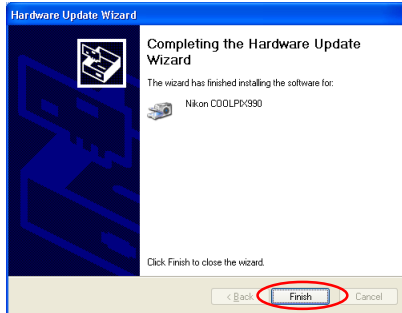 Hardware Update Wizard
Completing the Hardware Update
Wizard
The wizard has finished installing the software for:
Nikon COOLPIX990
Click Finish to close the wizard.
< Back Finish Cancel